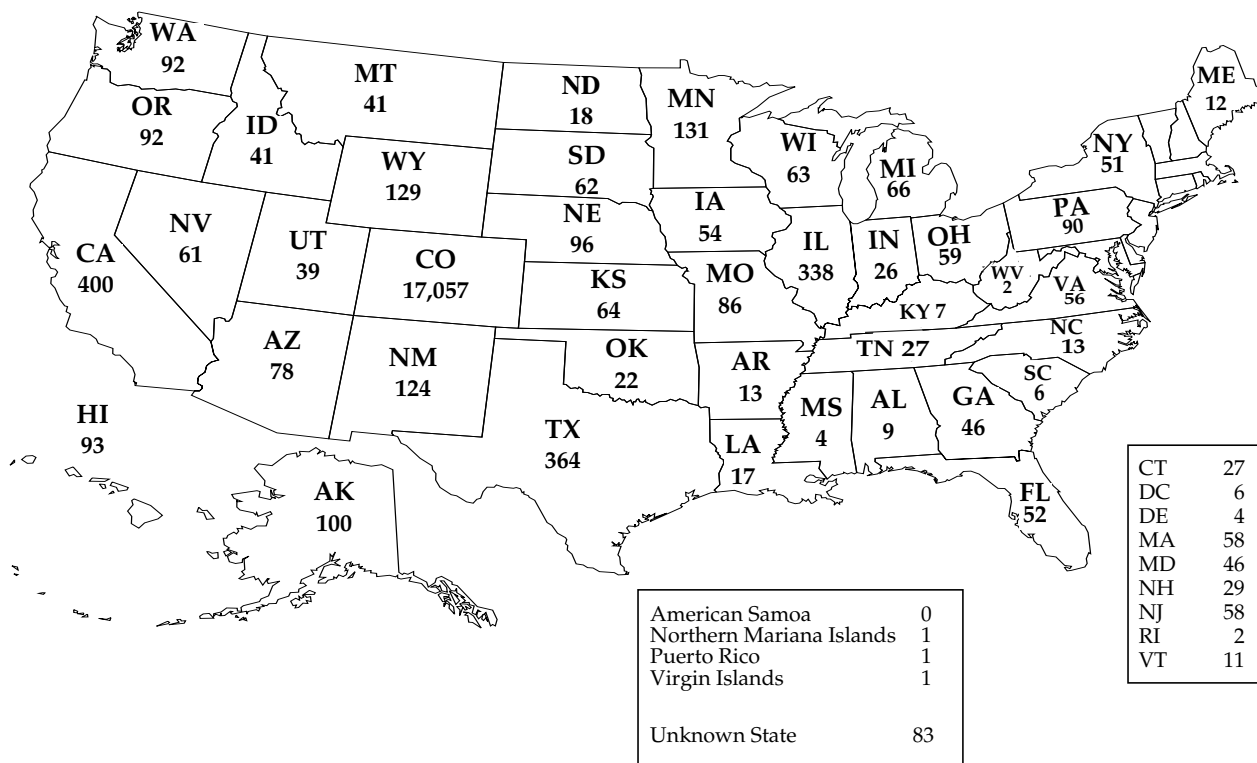 WA
92
MT
41
ND
18
MN
131
ME
12
OR
92
ID
41
WI
63
NY
51
WY
129
SD
62
MI
66
IA
54
NE
96
PA
90
NV
61
UT
39
CO
17,057
IL
338
IN
26
OH
59
CA
400
KS
64
MO
86
WV
2
VA
56
KY 7
NC
13
AZ
78
NM
124
OK
22
AR
13
TN 27
SC
6
MS
4
AL
9
GA
46
HI
93
TX
364
LA
17
AK
100
FL
52
CT 27
DC 6
DE 4
MA 58
MD 46
NH 29
NJ 58
RI 2
VT 11
American Samoa 0
Northern Mariana Islands 1
Puerto Rico 1
Virgin Islands 1
Unknown State 83